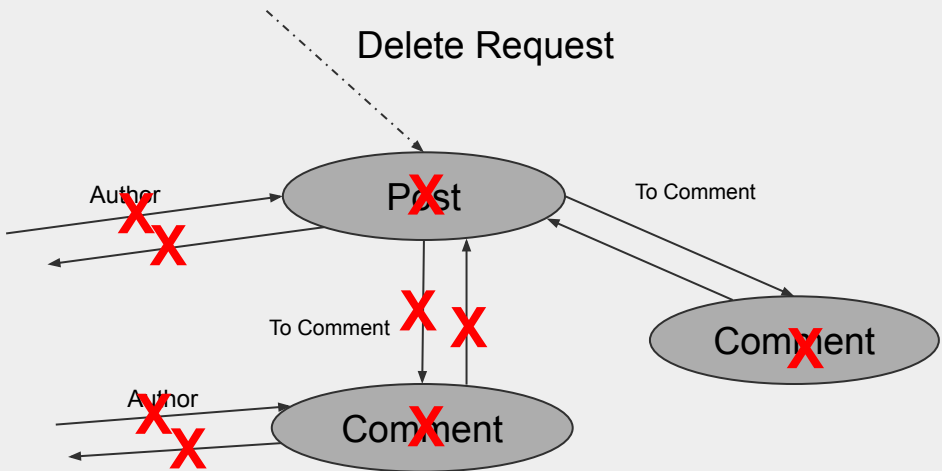 Delete Request
Author
Post
To Comment
To Comment
Comment
Author
Comment